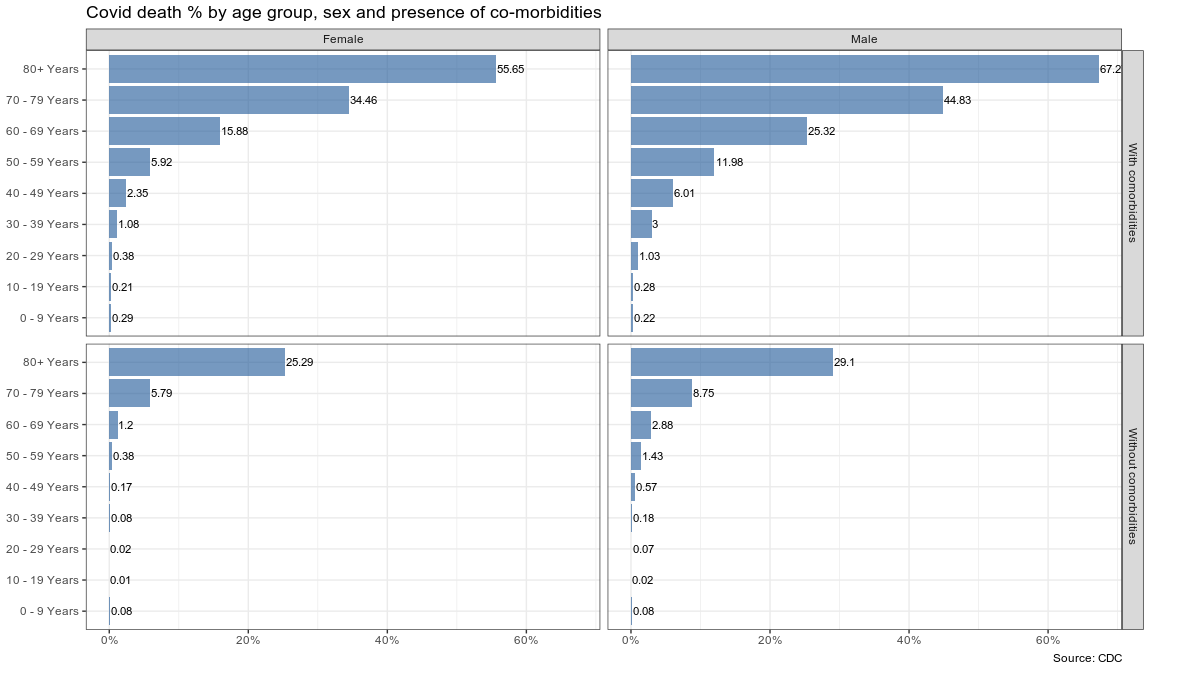 Covid death % by age group, sex and presence of co-morbidities
Female
Male
80+ Years 55.65 67.2
70 - 79 Years 34.46 44.83
60 - 69 Years 15.88 25.32
50 - 59 Years 5.92 11.98
40 - 49 Years 2.35 6.01
30 - 39 Years 1.08 3
20 - 29 Years 0.38 1.03
10 - 19 Years 0.21 0.28
0 - 9 Years 0.29 0.22
With comorbidities
80+ Years 25.29 29.1
70 - 79 Years 5.79 8.75
60 - 69 Years 1.2 2.88
50 - 59 Years 0.38 1.43
40 - 49 Years 0.17 0.57
30 - 39 Years 0.08 0.18
20 - 29 Years 0.02 0.07
10 - 19 Years 0.01 0.02
0 - 9 Years 0.08 0.08
Without comorbidities
0% 20% 40% 60% 0% 20% 40% 60%
Source: CDC